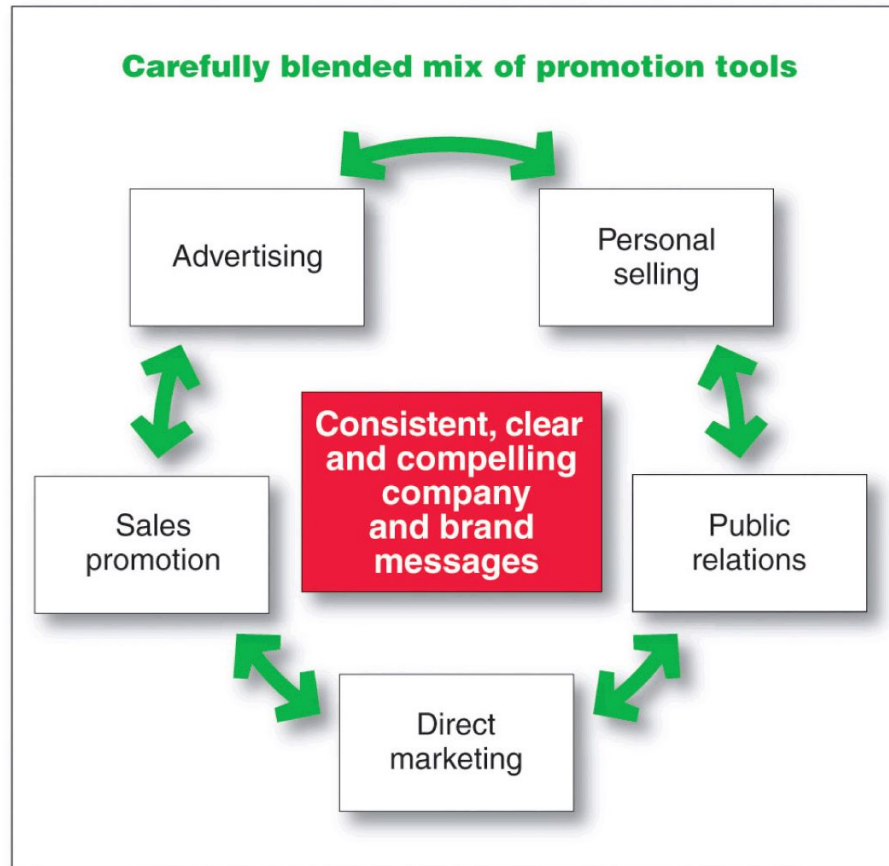 Carefully blended mix of promotion tools
Advertising
Personal
selling
Consistent, clear
and compelling
company
and brand
messages
Sales
promotion
Public
relations
Direct
marketing